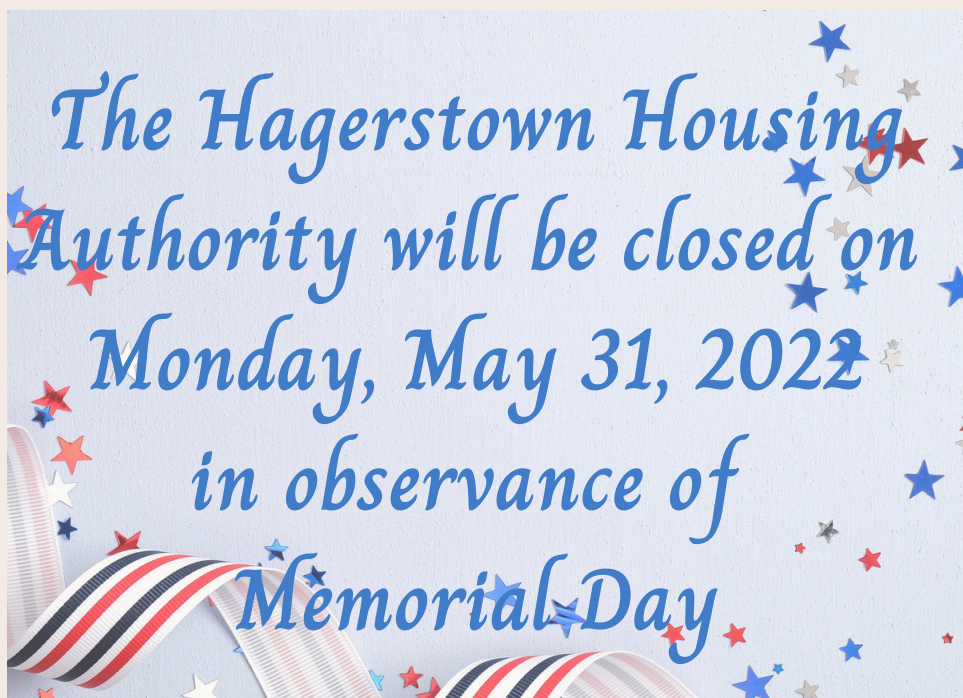 The Hagerstown Housing
Authority will be closed on
Monday, May 31, 2022
in observance of
Memorial Day